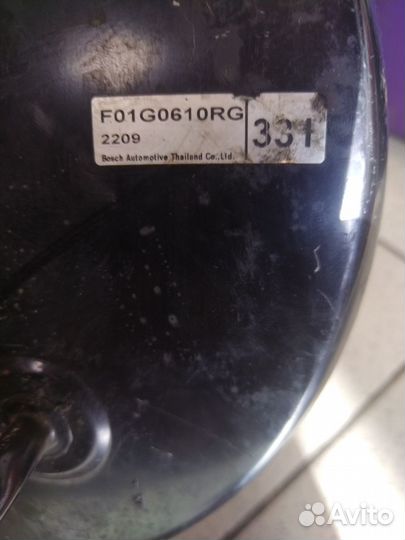 F01G0610RG
331
2209
Bosch Automotive Thailand Co.,Ltd.
Avito